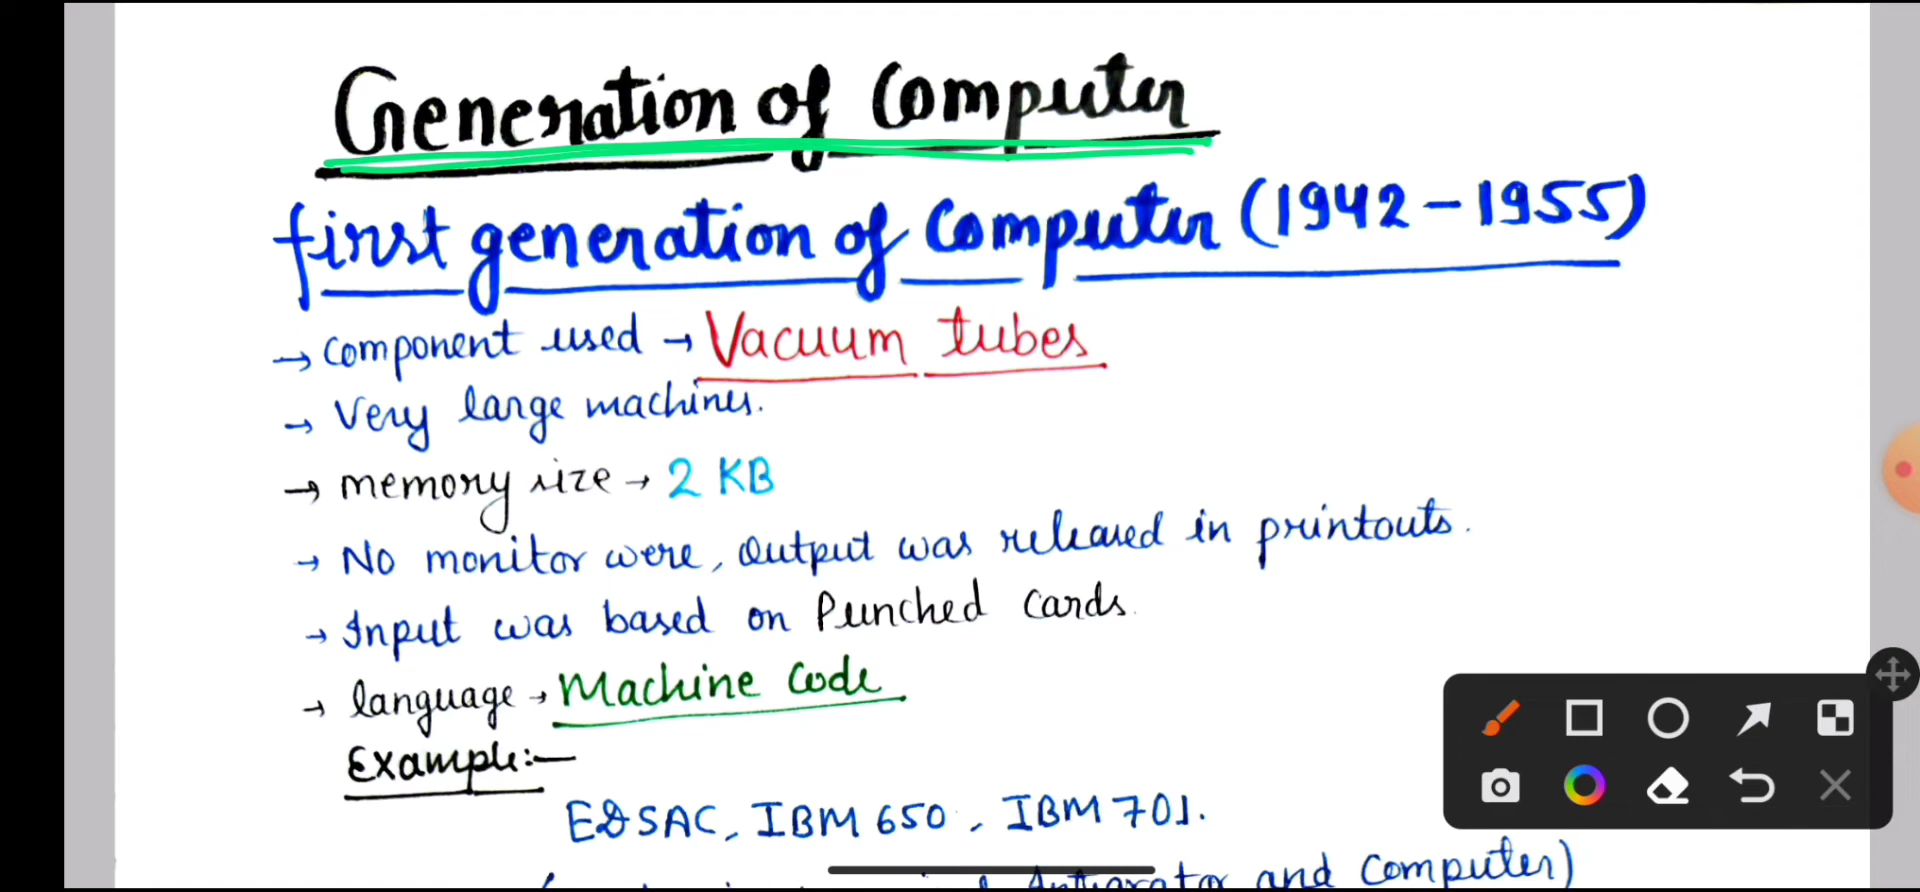 Generation of Computer
first generation of Computer (1942-1955)
→ Component used → Vacuum tubes
→ Very large machines.
→ memory size → 2 KB
→ No monitor were, output was released in printouts.
→ Input was based on Punched cards.
→ language → Machine Code
Example:-
EDSAC, IBM 650, IBM 701.
Integrator and Computer)